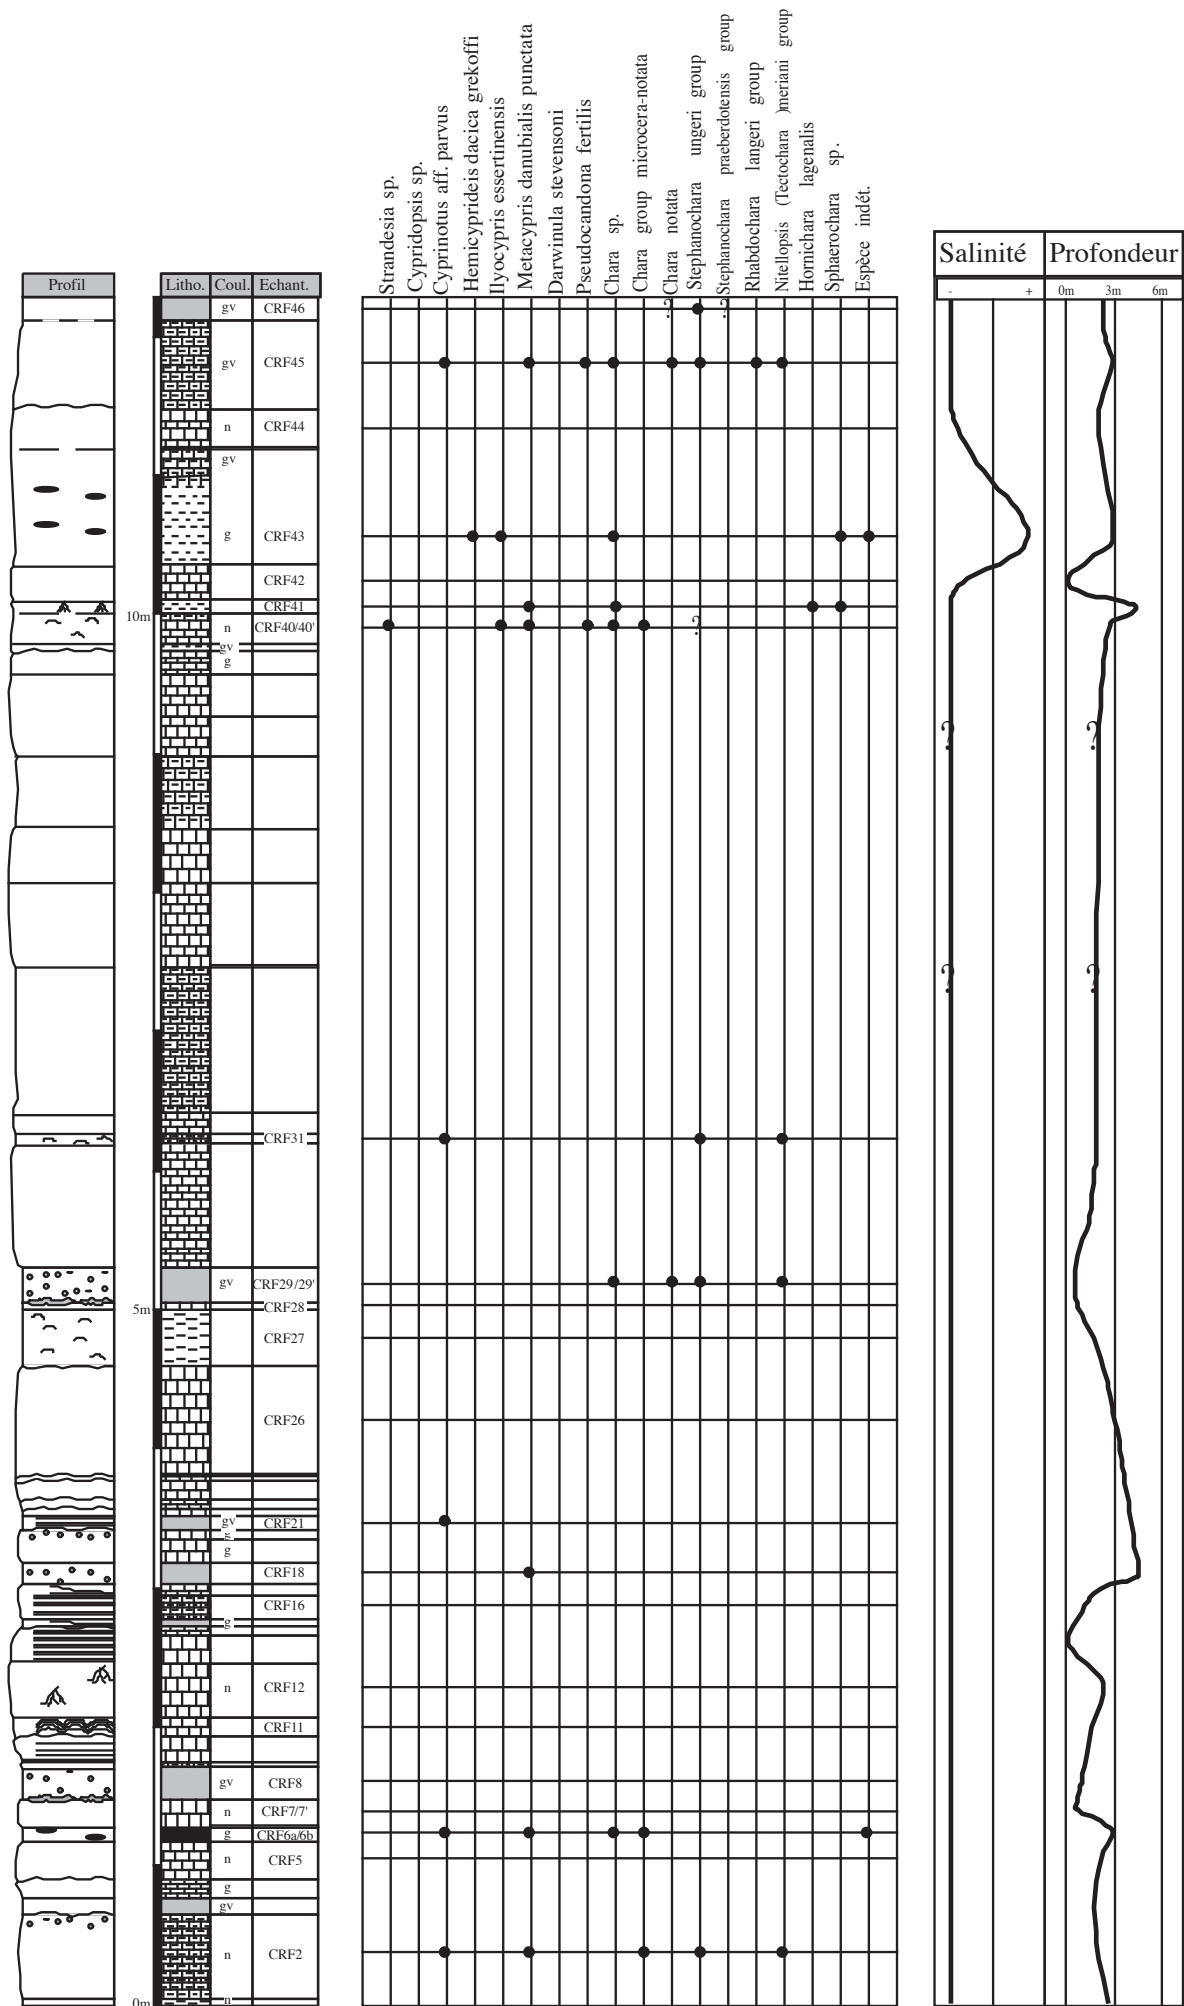 Strandesia sp.
Cypridopsis sp.
Cyprinotus aff. parvus
Hemicyprideis dacica grekoffi
Ilyocypris essertinensis
Metacypris danubialis punctata
Darwinula stevensoni
Pseudocandona fertilis
Chara sp.
Chara group microcera-notata
Chara notata
Stephanochara ungeri group
Stephanochara praeberdotensis group
Rhabdochara langeri group
Nitellopsis (Tectochara )meriani group
Hornichara lagenalis
Sphaerochara sp.
Espèce indét.
Salinité Profondeur
Profil Litho. Coul. Echant.
- + 0m 3m 6m
gv CRF46 ? ?
gv CRF45
n CRF44
gv
g CRF43
CRF42
CRF41
10m
n CRF40/40' ?
gv
g
? ?
? ?
CRF31
gv CRF29/29'
5m CRF28
CRF27
CRF26
gv CRF21
g
g
CRF18
CRF16
g
n CRF12
CRF11
gv CRF8
n CRF7/7'
g CRF6a/6b
n CRF5
g
gv
n CRF2
0m n